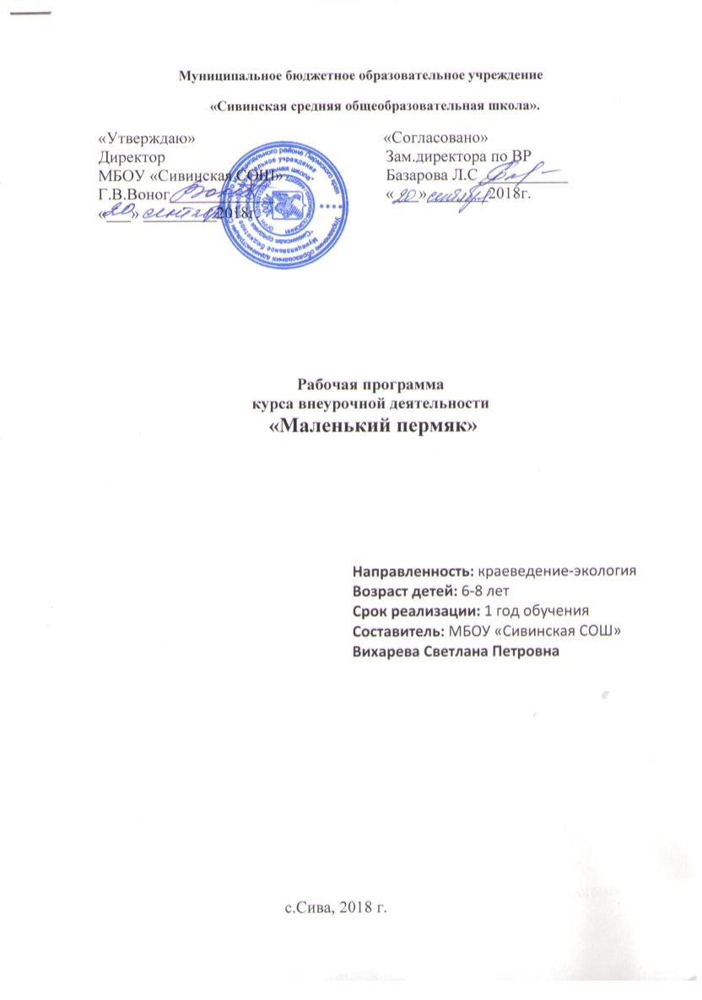 Муниципальное бюджетное образовательное учреждение
«Сивинская средняя общеобразовательная школа».
«Утверждаю»
Директор
МБОУ «Сивинская СОШ»
Г.В.Воног
«20» сентября 2018г.
«Согласовано»
Зам.директора по ВР
Базарова Л.С
«20» сентября 2018г.
Рабочая программа
курса внеурочной деятельности
«Маленький пермяк»
Направленность: краеведение-экология
Возраст детей: 6-8 лет
Срок реализации: 1 год обучения
Составитель: МБОУ «Сивинская СОШ»
Вихарева Светлана Петровна
с.Сива, 2018 г.